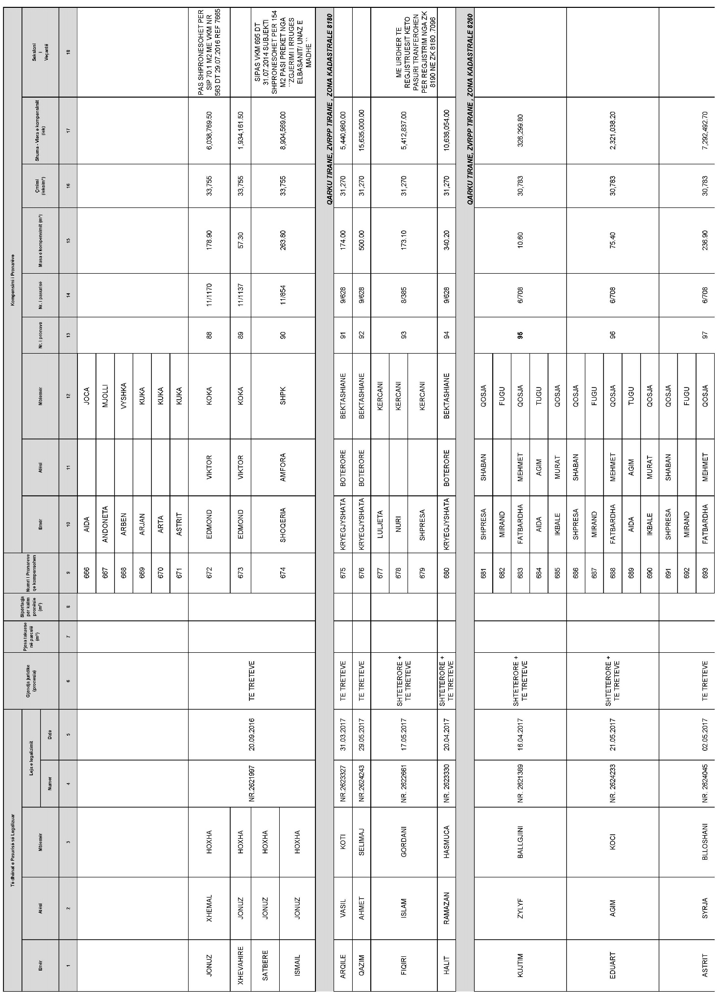 Të dhënat e Pasurisë së Legalizuar
Kompensimi i Pronarëve
Emër
Atësi
Mbiemër
Leja e legalizimit
Numer
Date
Gjendja juridike
(pronesia)
Pjesa takuese
në parcelë
(m²)
Sipërfaqja
për kalim
pronësie
(m²)
Numri i Pronareve
qe kompensohen
Emër
Atësi
Mbiemër
Nr. i pronave
Nr. i pasurisë
Masa e kompensimit (m²)
Çmimi
(leke/m²)
Shuma - Vlera e kompensimit
(lek)
Seksioni
i
Veçantë
1 2 3 4 5 6 7 8 9 10 11 12 13 14 15 16 17 18
666 AIDA JOCA
667 ANDONETA MJOLLI
668 ARBEN VYSHKA
669 ARJAN KUKA
670 ARTA KUKA
671 ASTRIT KUKA
JONUZ XHEMAL HOXHA
672 EDMOND VIKTOR KOKA 88 11/1170 178.90 33,755 6,038,769.50
PAS SHPRONESOHET PER
SIP 70.1 M2 ME VKM NR
563 DT 29.07.2016 REF 7665
XHEVAHIRE JONUZ HOXHA
NR.2621997 20.09.2016 TE TRETEVE
673 EDMOND VIKTOR KOKA 89 11/1137 57.30 33,755 1,934,161.50
SATBERE JONUZ HOXHA
ISMAIL JONUZ HOXHA
674 SHOQERIA AMFORA SHPK 90 11/854 263.80 33,755 8,904,569.00
SIPAS VKM 695 DT
31.07.2014 SUBJEKTI
SHPRONESOHET PER 154
M2 PASI PREKET NGA
``ZGJERIMI I RRUGES
ELBASANIT/ UNAZ E
MADHE ``
QARKU TIRANE, ZVRPP TIRANE , ZONA KADASTRALE 8180
ARQILE VASIL KOTI NR.2623327 31.03.2017 TE TRETEVE 675 KRYEGJYSHATA BOTERORE BEKTASHIANE 91 9/628 174.00 31,270 5,440,980.00
QAZIM AHMET SELIMAJ NR.2624243 29.05.2017 TE TRETEVE 676 KRYEGJYSHATA BOTERORE BEKTASHIANE 92 9/628 500.00 31,270 15,635,000.00
677 LULJETA KERCANI
FIQIRI ISLAM GORDANI NR. 2622661 17.05.2017 SHTETERORE +
TE TRETEVE
678 NURI KERCANI 93 8/385 173.10 31,270 5,412,837.00
ME URDHER TE
REGJISTRUESIT KETO
PASURI TRANFEROHEN
PER REGJISTRIM NGA ZK
8190 NE ZK 8180 .7096
679 SHPRESA KERCANI
HALIT RAMAZAN HASMUCA NR. 2623330 20.04.2017 SHTETERORE +
TE TRETEVE
680 KRYEGJYSHATA BOTERORE BEKTASHIANE 94 9/628 340.20 31,270 10,638,054.00
QARKU TIRANE, ZVRPP TIRANE , ZONA KADASTRALE 8260
681 SHPRESA SHABAN QOSJA
682 MIRAND FUGU
KUJTIM ZYLYF BALLGJINI NR. 2621389 16.04.2017 SHTETERORE +
TE TRETEVE
683 FATBARDHA MEHMET QOSJA 95 6/708 10.60 30,783 326,299.80
684 AIDA AGIM TUGU
685 IKBALE MURAT QOSJA
686 SHPRESA SHABAN QOSJA
687 MIRAND FUGU
EDUART AGIM KOCI NR. 2624233 21.05.2017 SHTETERORE +
TE TRETEVE
688 FATBARDHA MEHMET QOSJA 96 6/708 75.40 30,783 2,321,038.20
689 AIDA AGIM TUGU
690 IKBALE MURAT QOSJA
691 SHPRESA SHABAN QOSJA
692 MIRAND FUGU
ASTRIT SYRJA BLLOSHANI NR. 2624045 02.05.2017 TE TRETEVE 693 FATBARDHA MEHMET QOSJA 97 6/708 236.90 30,783 7,292,492.70